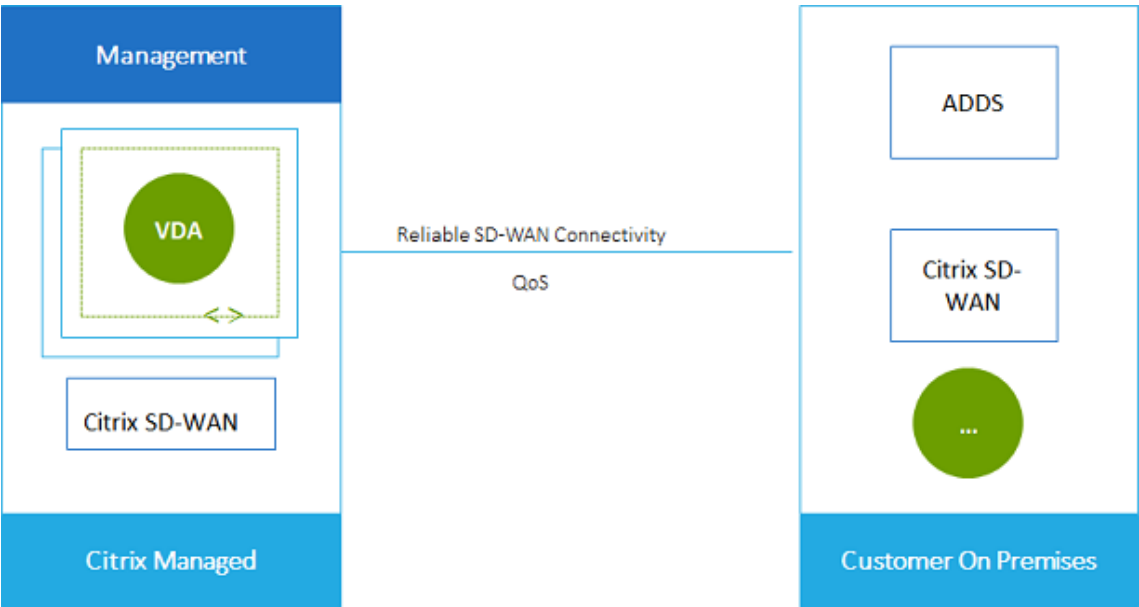 Management
VDA
< >
Citrix SD-WAN
Citrix Managed
Reliable SD-WAN Connectivity
QoS
ADDS
Citrix SD-
WAN
...
Customer On Premises